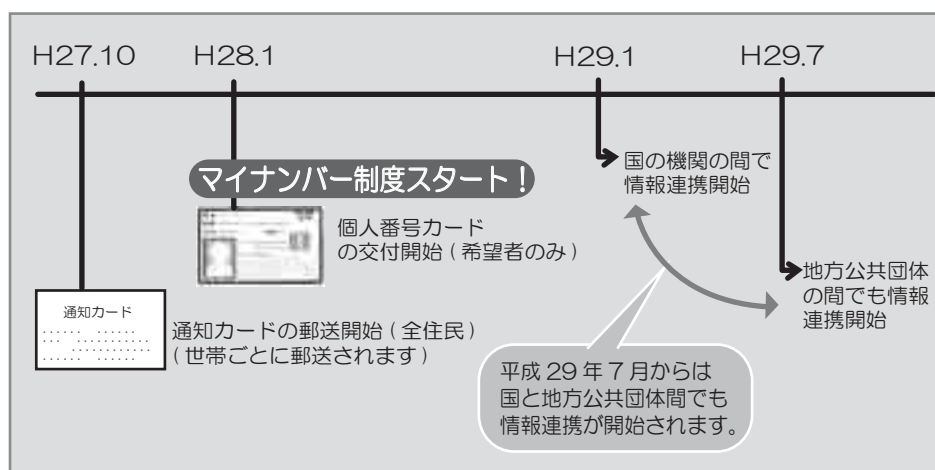 H27.10
H28.1
H29.1
H29.7
マイナンバー制度スタート！
国の機関の間で
情報連携開始
個人番号カード
の交付開始 ( 希望者のみ )
地方公共団体
の間でも情報
連携開始
通知カード
通知カードの郵送開始 ( 全住民 )
( 世帯ごとに郵送されます )
平成 29 年 7 月からは
国と地方公共団体間でも
情報連携が開始されます。